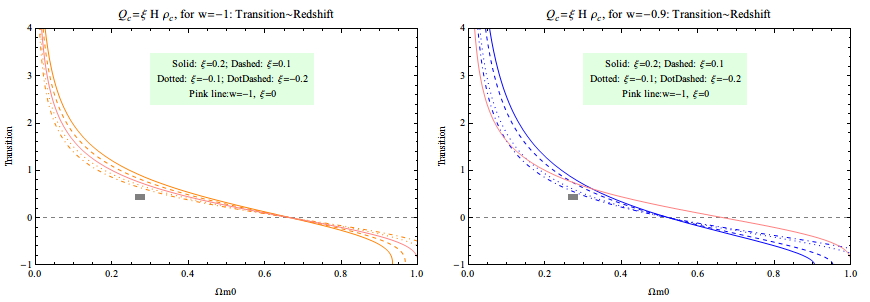 Q_c=ξ H ρ_c, for w=−1: Transition~Redshift
4
3
2
1
0
−1
Transition
Solid: ξ=0.2; Dashed: ξ=0.1
Dotted: ξ=−0.1; DotDashed: ξ=−0.2
Pink line:w=−1, ξ=0
0.0 0.2 0.4 0.6 0.8 1.0
Ωm0
Q_c=ξ H ρ_c, for w=−0.9: Transition~Redshift
4
3
2
1
0
−1
Transition
Solid: ξ=0.2; Dashed: ξ=0.1
Dotted: ξ=−0.1; DotDashed: ξ=−0.2
Pink line:w=−1, ξ=0
0.0 0.2 0.4 0.6 0.8 1.0
Ωm0